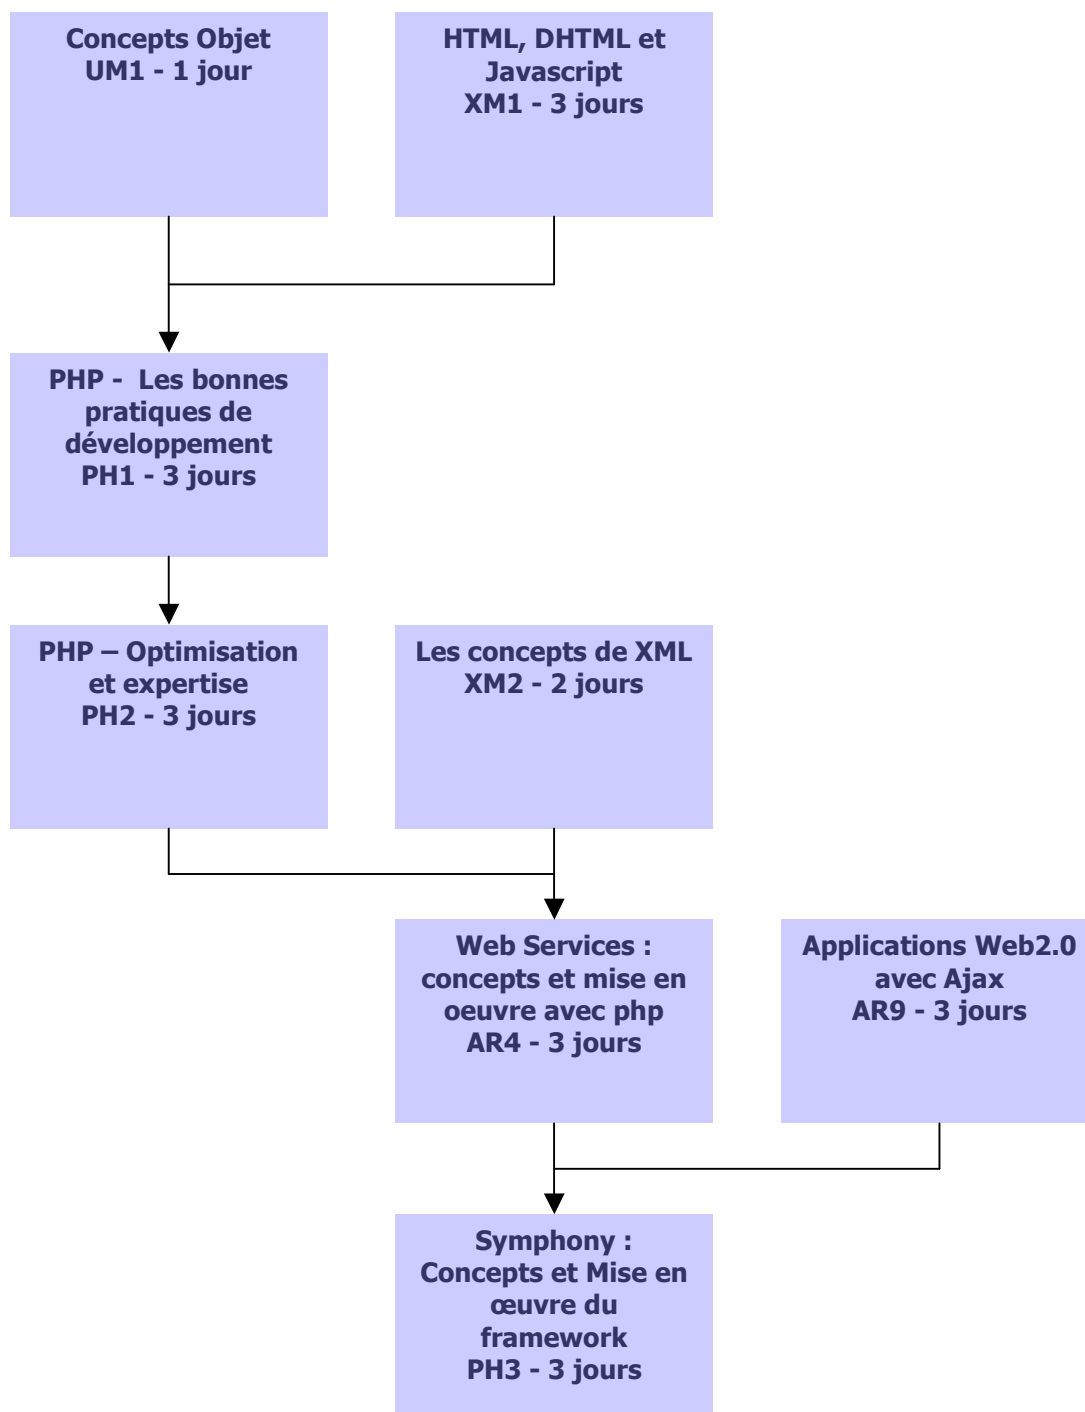 Concepts Objet
UM1 - 1 jour
HTML, DHTML et
Javascript
XM1 - 3 jours
PHP -  Les bonnes
pratiques de
développement
PH1 - 3 jours
PHP – Optimisation
et expertise
PH2 - 3 jours
Les concepts de XML
XM2 - 2 jours
Web Services :
concepts et mise en
oeuvre avec php
AR4 - 3 jours
Applications Web2.0
avec Ajax
AR9 - 3 jours
Symphony :
Concepts et Mise en
œuvre du
framework
PH3 - 3 jours